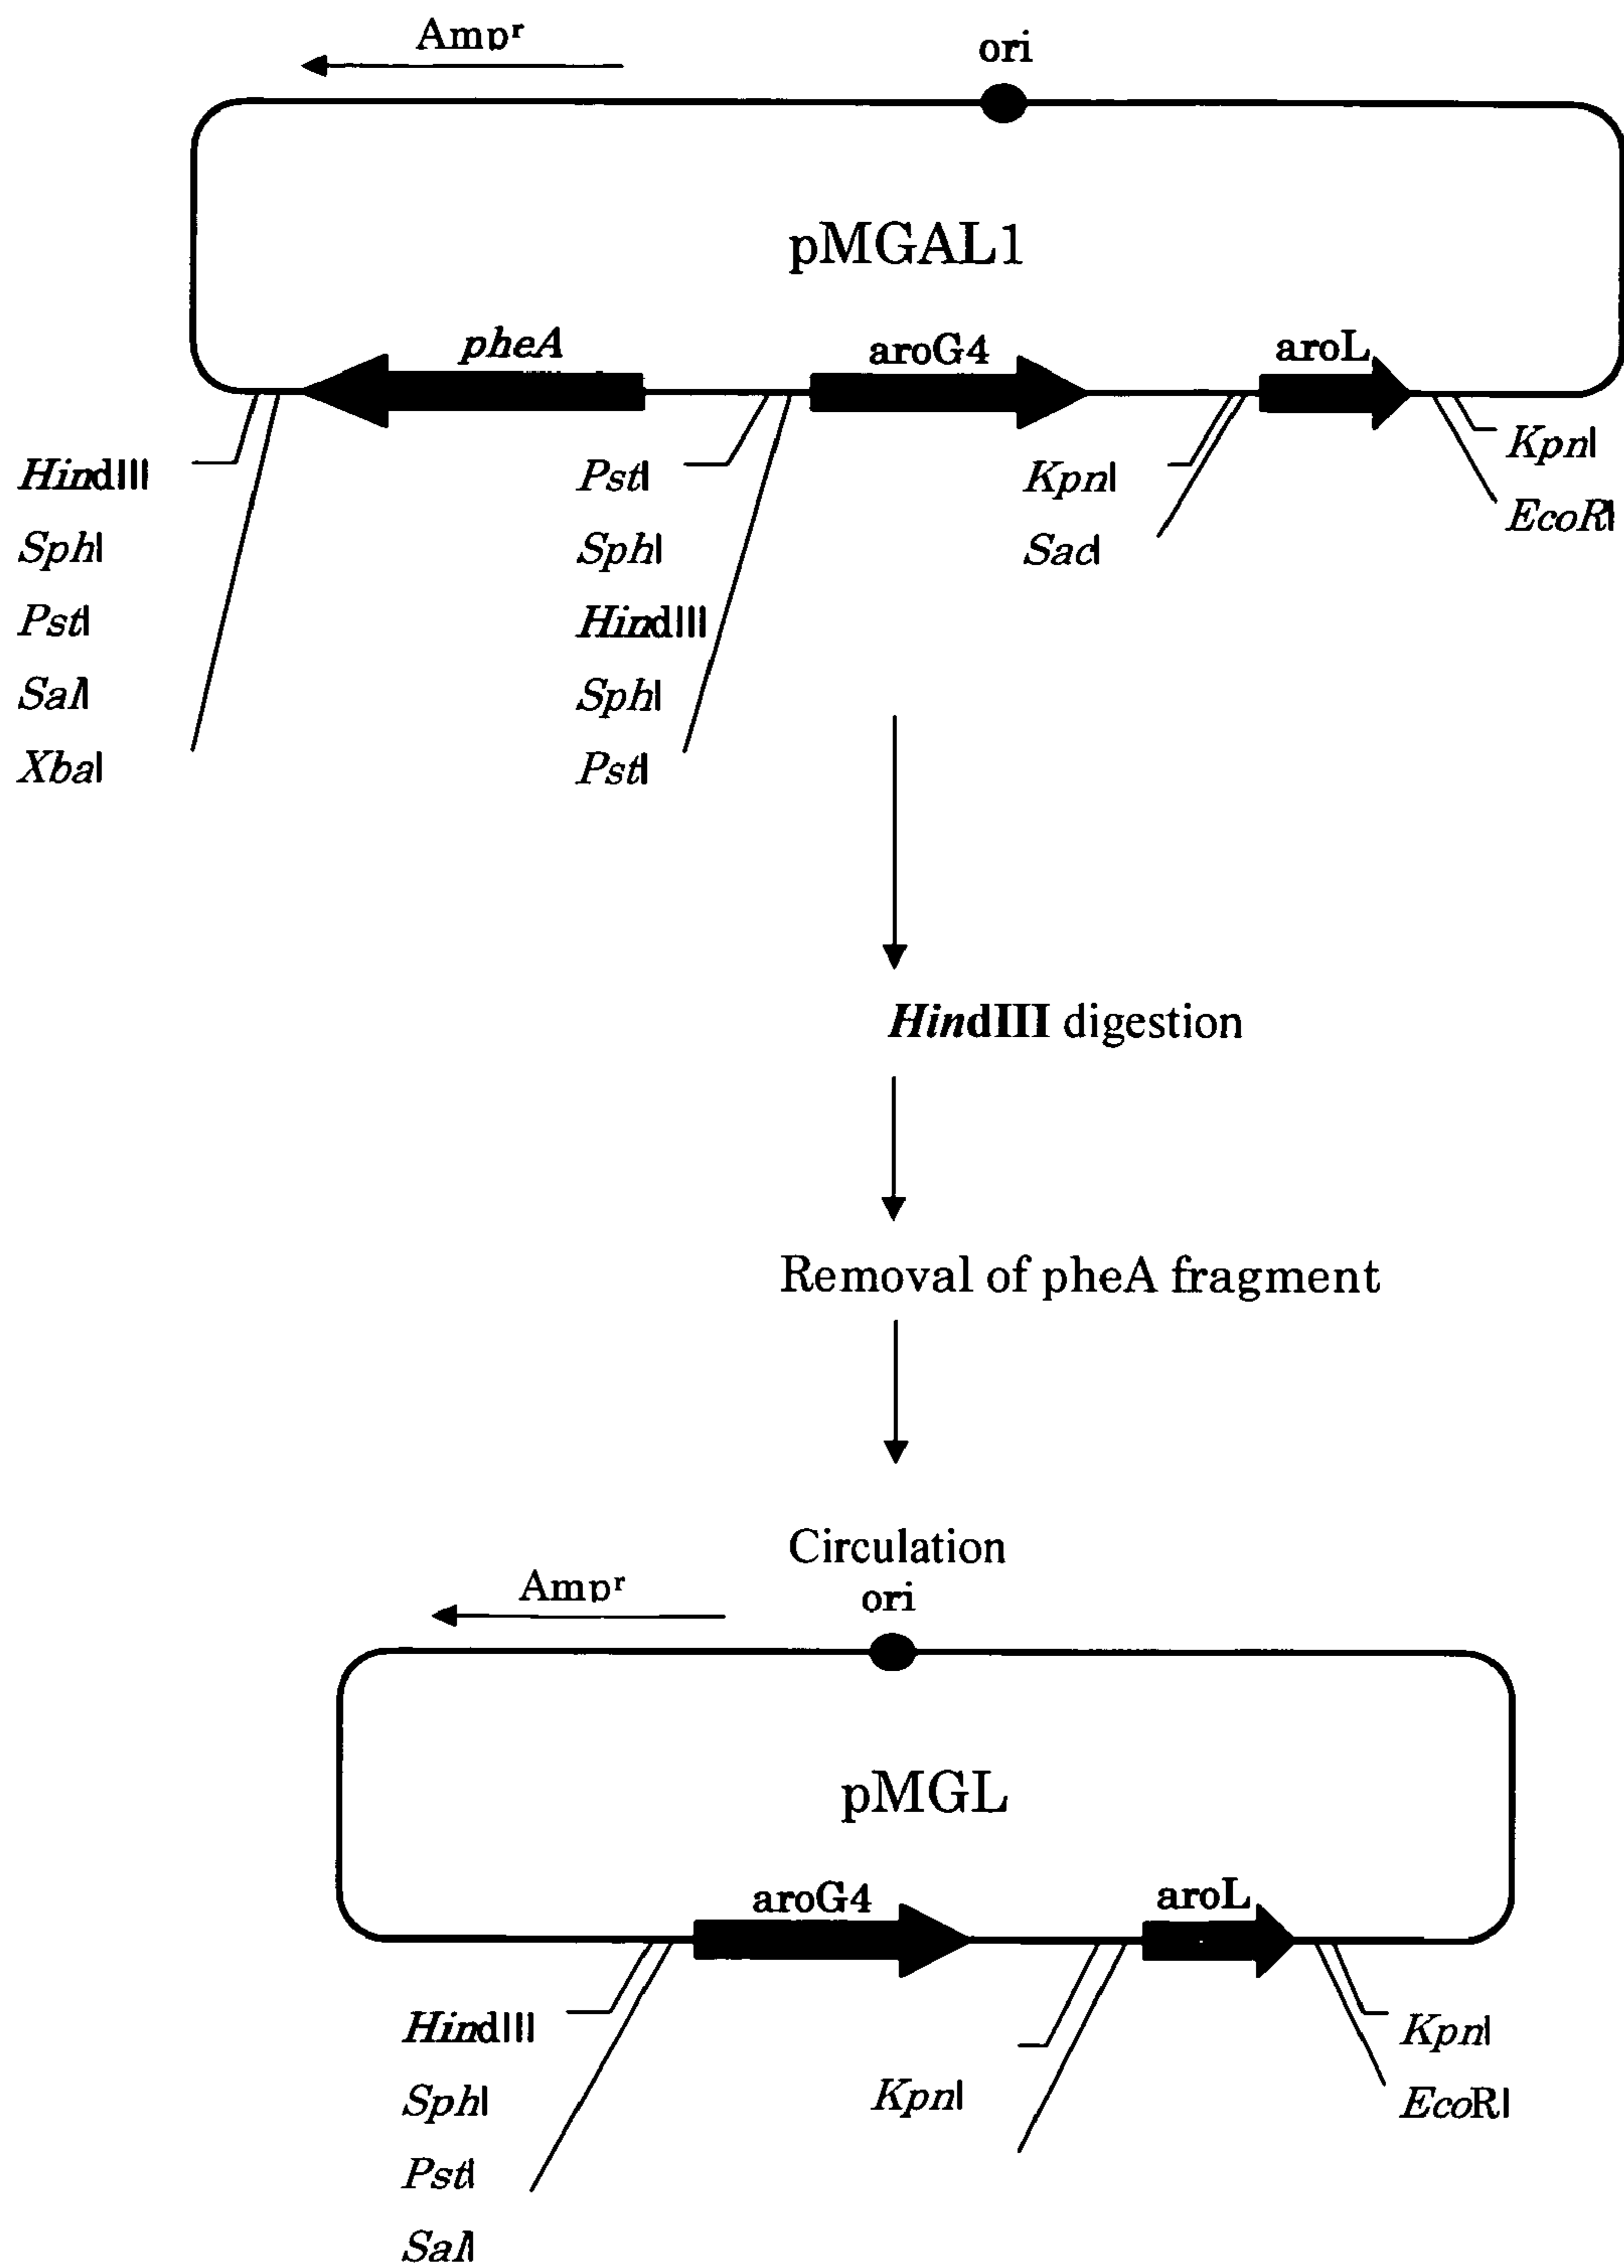 Ampʳ
ori
pMGAL1
pheA
aroG4
aroL
HindIII
SphI
PstI
SalI
XbaI
PstI
SphI
HindIII
SphI
PstI
KpnI
SacI
KpnI
EcoRI
HindIII digestion
Removal of pheA fragment
Circulation
Ampʳ
ori
pMGL
aroG4
aroL
HindIII
SphI
PstI
SalI
KpnI
KpnI
EcoRI